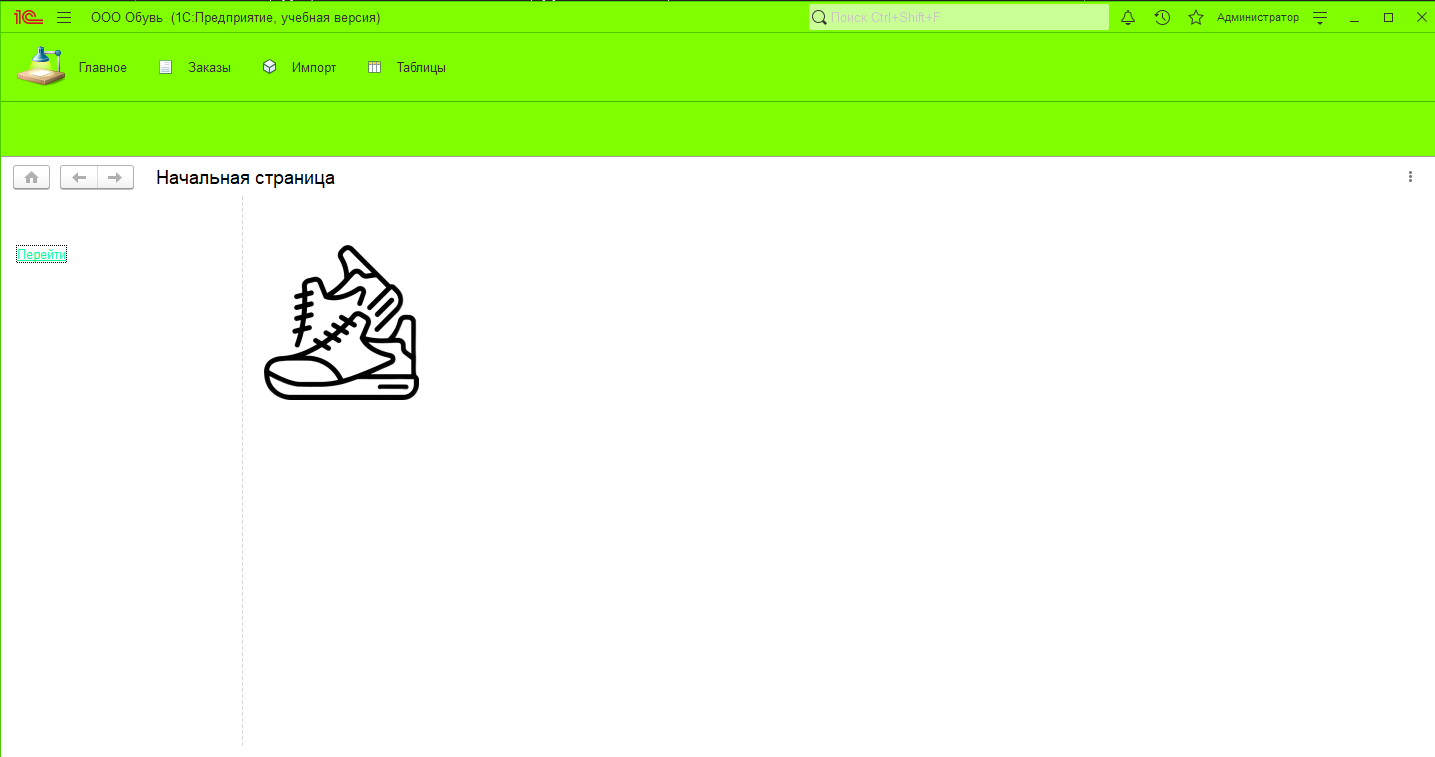 1С ООО Обувь (1С:Предприятие, учебная версия) Поиск Ctrl+Shift+F Администратор
Главное Заказы Импорт Таблицы
Начальная страница
Перейти